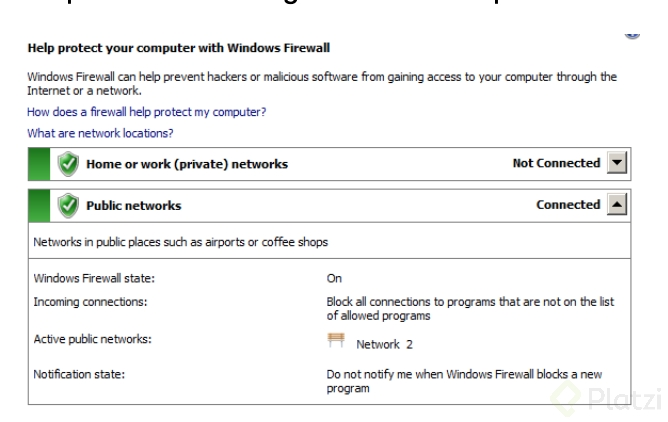 Help protect your computer with Windows Firewall
Windows Firewall can help prevent hackers or malicious software from gaining access to your computer through the
Internet or a network.
How does a firewall help protect my computer?
What are network locations?
Home or work (private) networks Not Connected
Public networks Connected
Networks in public places such as airports or coffee shops
Windows Firewall state: On
Incoming connections: Block all connections to programs that are not on the list
of allowed programs
Active public networks: Network 2
Notification state: Do not notify me when Windows Firewall blocks a new
program
Platzi